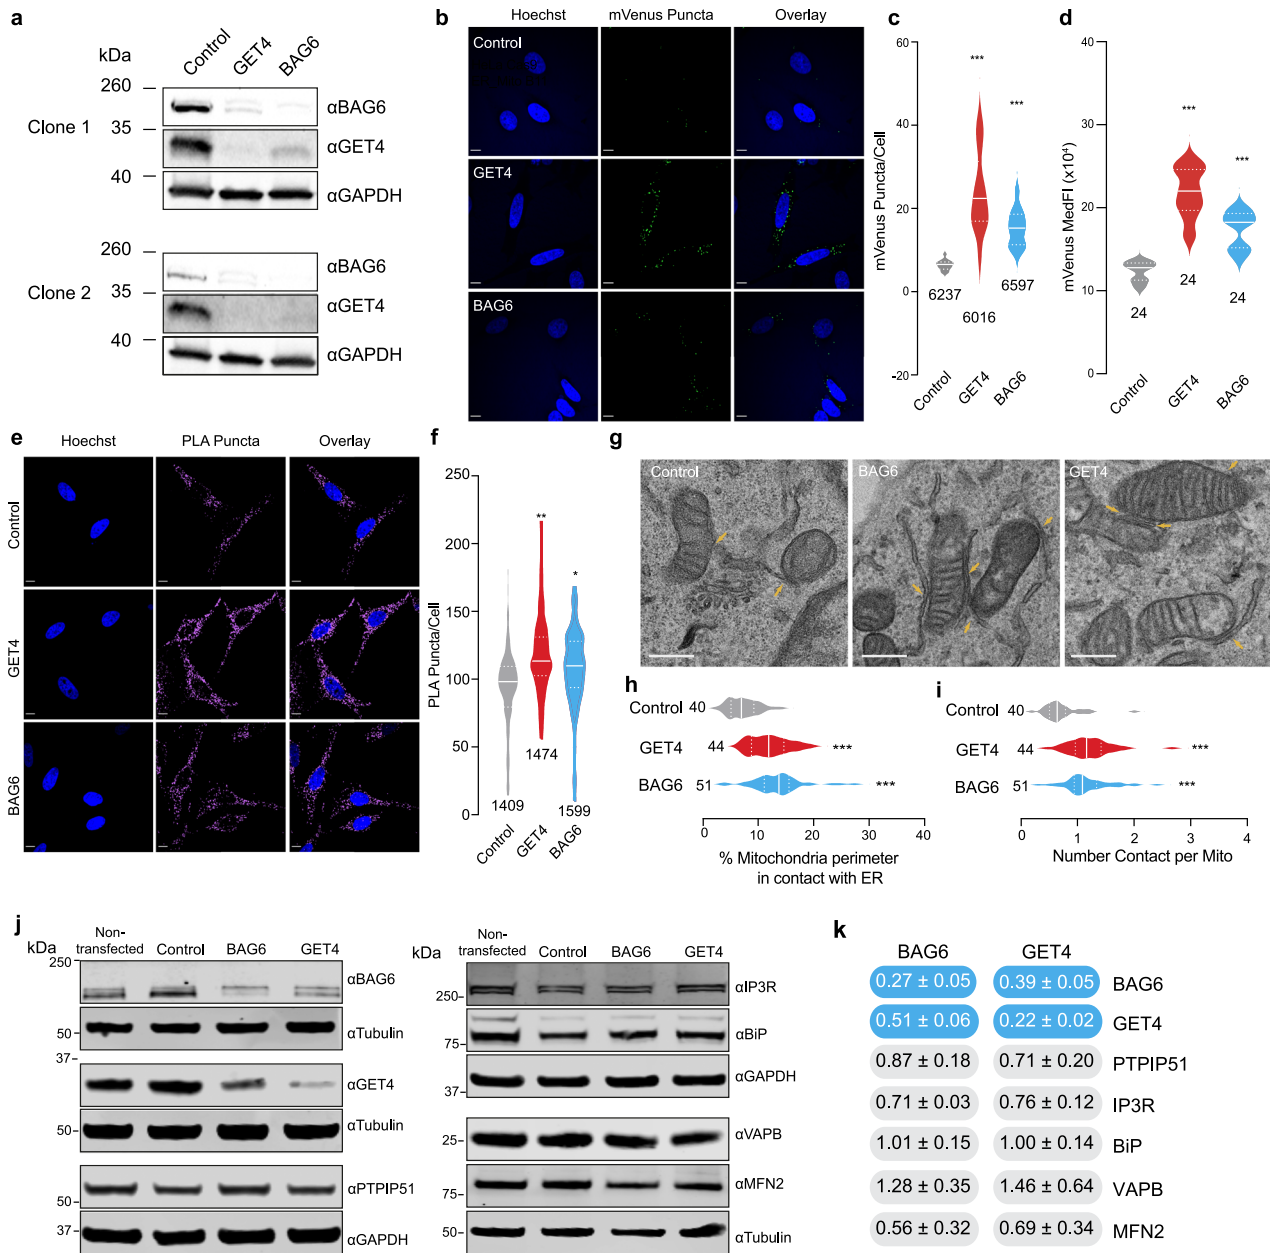 a
kDa
Control
GET4
BAG6
Clone 1
260
35
40
αBAG6
αGET4
αGAPDH
Clone 2
260
35
40
αBAG6
αGET4
αGAPDH
b
Hoechst
mVenus Puncta
Overlay
Control
GET4
BAG6
c
mVenus Puncta/Cell
60
40
20
0
-20
***
***
6237
6016
6597
Control
GET4
BAG6
d
mVenus MedFI (x10⁴)
40
30
20
10
0
***
***
24
24
24
Control
GET4
BAG6
e
Hoechst
PLA Puncta
Overlay
Control
GET4
BAG6
f
PLA Puncta/Cell
250
200
150
100
50
0
**
*
1409
1474
1599
Control
GET4
BAG6
g
Control
BAG6
GET4
h
Control 40
GET4 44 ***
BAG6 51 ***
0 10 20 30 40
% Mitochondria perimeter
in contact with ER
i
Control 40
GET4 44 ***
BAG6 51 ***
0 1 2 3 4
Number Contact per Mito
j
kDa
Non-
transfected
Control
BAG6
GET4
250
αBAG6
50
αTubulin
37
αGET4
50
αTubulin
50
αPTPIP51
37
αGAPDH
kDa
Non-
transfected
Control
BAG6
GET4
250
αIP3R
75
αBiP
37
αGAPDH
25
αVAPB
75
αMFN2
50
αTubulin
k
BAG6 GET4
0.27 ± 0.05 0.39 ± 0.05 BAG6
0.51 ± 0.06 0.22 ± 0.02 GET4
0.87 ± 0.18 0.71 ± 0.20 PTPIP51
0.71 ± 0.03 0.76 ± 0.12 IP3R
1.01 ± 0.15 1.00 ± 0.14 BiP
1.28 ± 0.35 1.46 ± 0.64 VAPB
0.56 ± 0.32 0.69 ± 0.34 MFN2